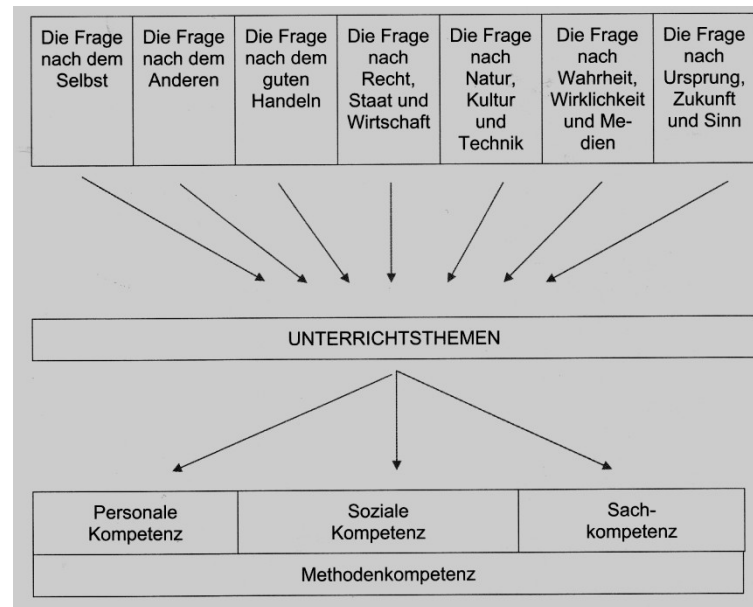 Die Frage
nach dem
Selbst
Die Frage
nach dem
Anderen
Die Frage
nach dem
guten
Handeln
Die Frage
nach
Recht,
Staat und
Wirtschaft
Die Frage
nach
Natur,
Kultur
und
Technik
Die Frage
nach
Wahrheit,
Wirklichkeit
und Me-
dien
Die Frage
nach
Ursprung,
Zukunft
und Sinn
UNTERRICHTSTHEMEN
Personale
Kompetenz
Soziale
Kompetenz
Sach-
kompetenz
Methodenkompetenz